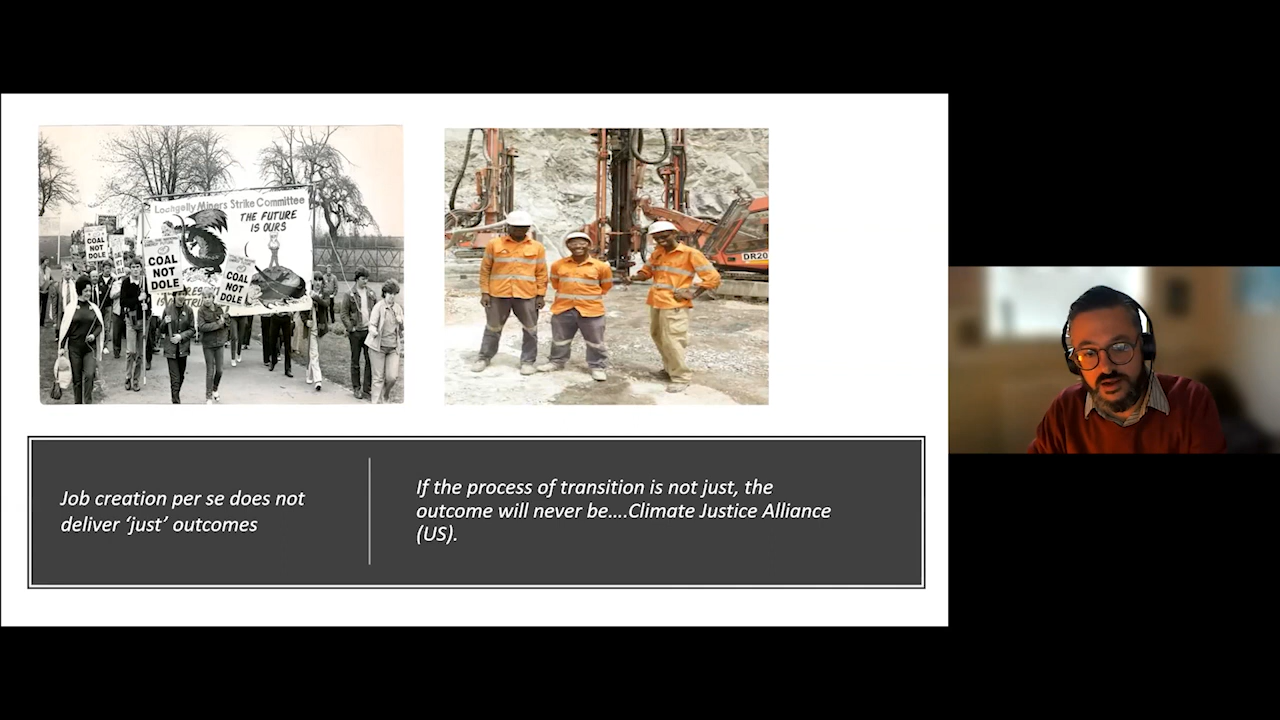 Lochgelly Miners Strike Committee
THE FUTURE
IS OURS
COAL
NOT
DOLE
COAL
NOT
DOLE
COAL
NOT
DOLE
DR20
Job creation per se does not
deliver ‘just’ outcomes
If the process of transition is not just, the
outcome will never be....Climate Justice Alliance
(US).